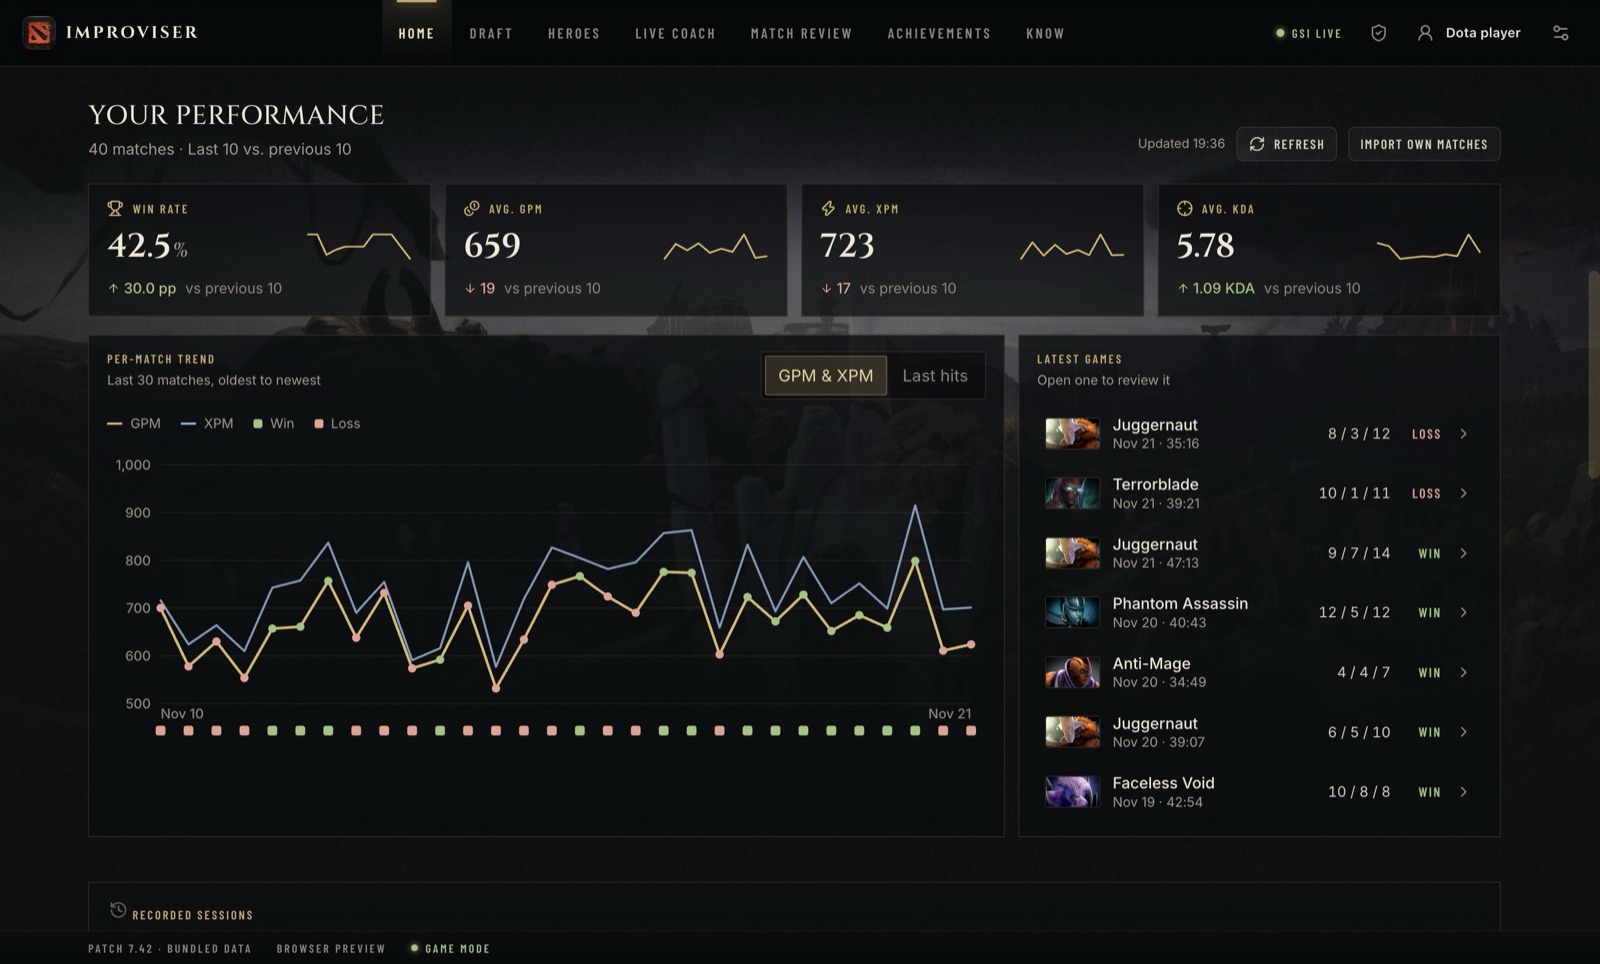 IMPROVISER
HOME DRAFT HEROES LIVE COACH MATCH REVIEW ACHIEVEMENTS KNOW
GSI LIVE
Dota player
YOUR PERFORMANCE
40 matches · Last 10 vs. previous 10
Updated 19:36
REFRESH
IMPORT OWN MATCHES
WIN RATE
42.5%
↑ 30.0 pp vs previous 10
AVG. GPM
659
↓ 19 vs previous 10
AVG. XPM
723
↓ 17 vs previous 10
AVG. KDA
5.78
↑ 1.09 KDA vs previous 10
PER-MATCH TREND
Last 30 matches, oldest to newest
GPM & XPM Last hits
GPM XPM Win Loss
1,000
900
800
700
600
500
Nov 10 Nov 21
LATEST GAMES
Open one to review it
Juggernaut
Nov 21 · 35:16
8 / 3 / 12 LOSS
Terrorblade
Nov 21 · 39:21
10 / 1 / 11 LOSS
Juggernaut
Nov 21 · 47:13
9 / 7 / 14 WIN
Phantom Assassin
Nov 20 · 40:43
12 / 5 / 12 WIN
Anti-Mage
Nov 20 · 34:49
4 / 4 / 7 WIN
Juggernaut
Nov 20 · 39:07
6 / 5 / 10 WIN
Faceless Void
Nov 19 · 42:54
10 / 8 / 8 WIN
RECORDED SESSIONS
PATCH 7.42 · BUNDLED DATA BROWSER PREVIEW GAME MODE